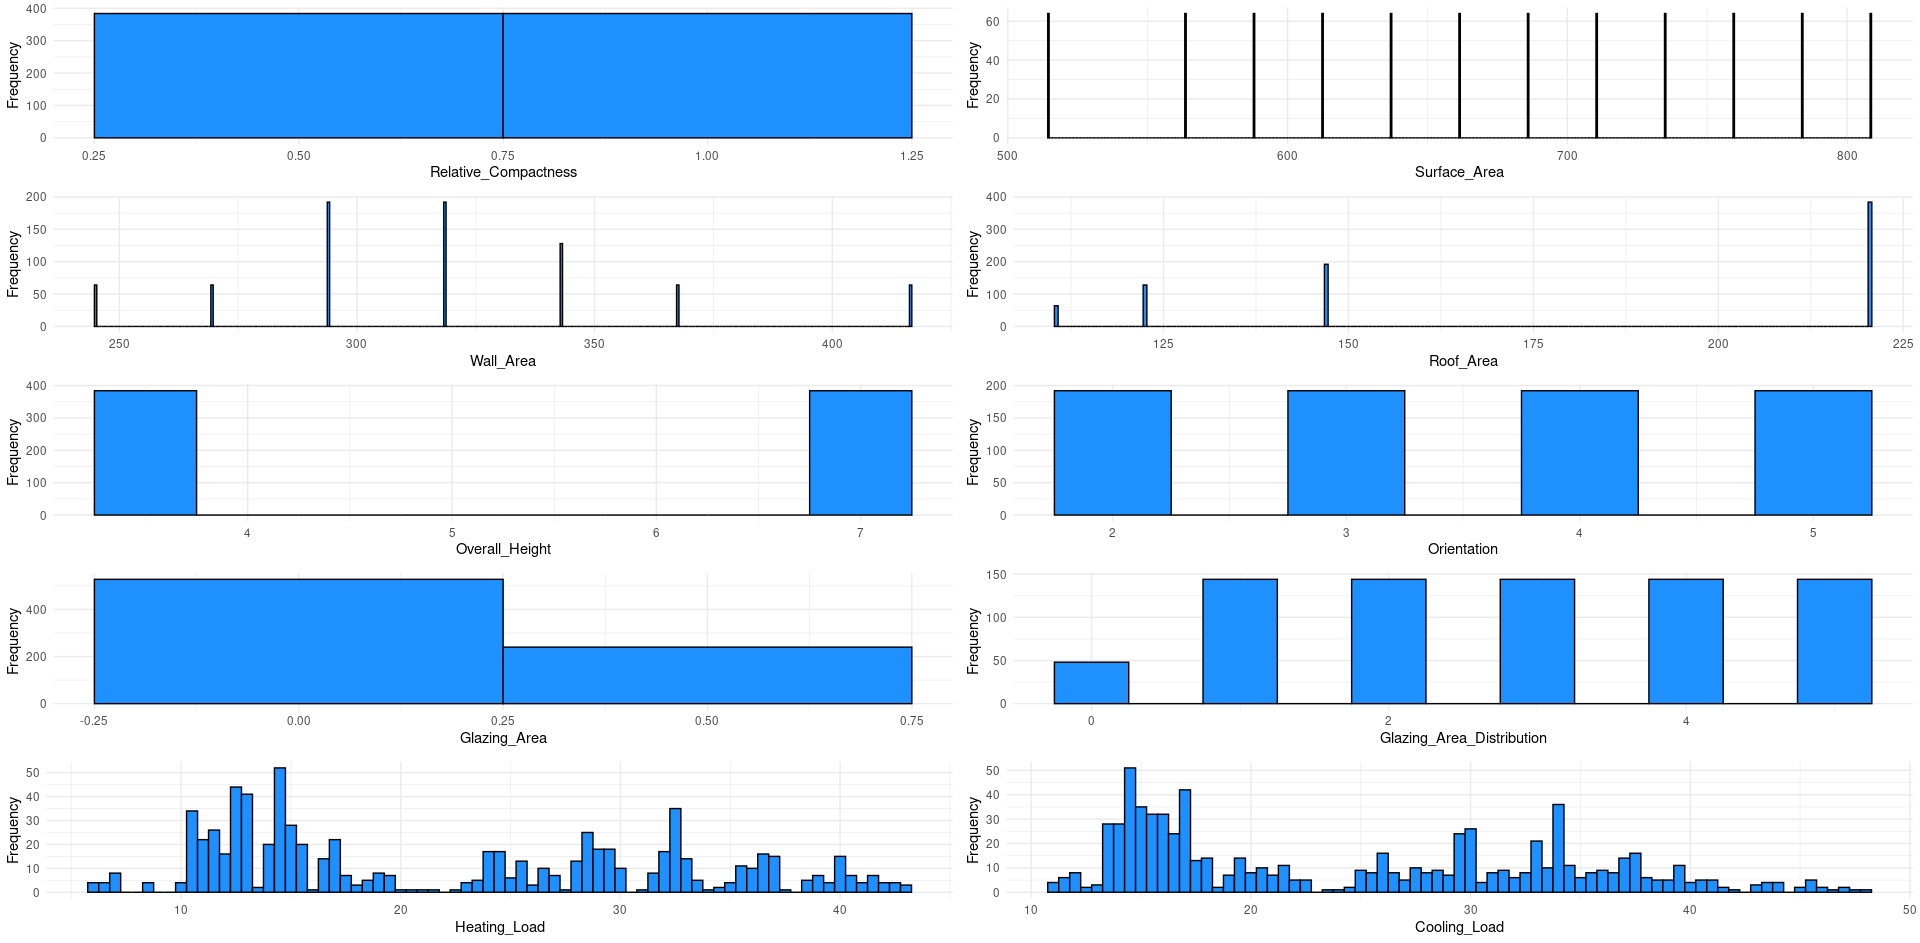 Frequency
400
300
200
100
0
0.25 0.50 0.75 1.00 1.25
Relative_Compactness
Frequency
60
40
20
0
500 600 700 800
Surface_Area
Frequency
200
150
100
50
0
250 300 350 400
Wall_Area
Frequency
400
300
200
100
0
125 150 175 200 225
Roof_Area
Frequency
400
300
200
100
0
4 5 6 7
Overall_Height
Frequency
200
150
100
50
0
2 3 4 5
Orientation
Frequency
400
200
0
-0.25 0.00 0.25 0.50 0.75
Glazing_Area
Frequency
150
100
50
0
0 2 4
Glazing_Area_Distribution
Frequency
50
40
30
20
10
0
10 20 30 40
Heating_Load
Frequency
50
40
30
20
10
0
10 20 30 40 50
Cooling_Load